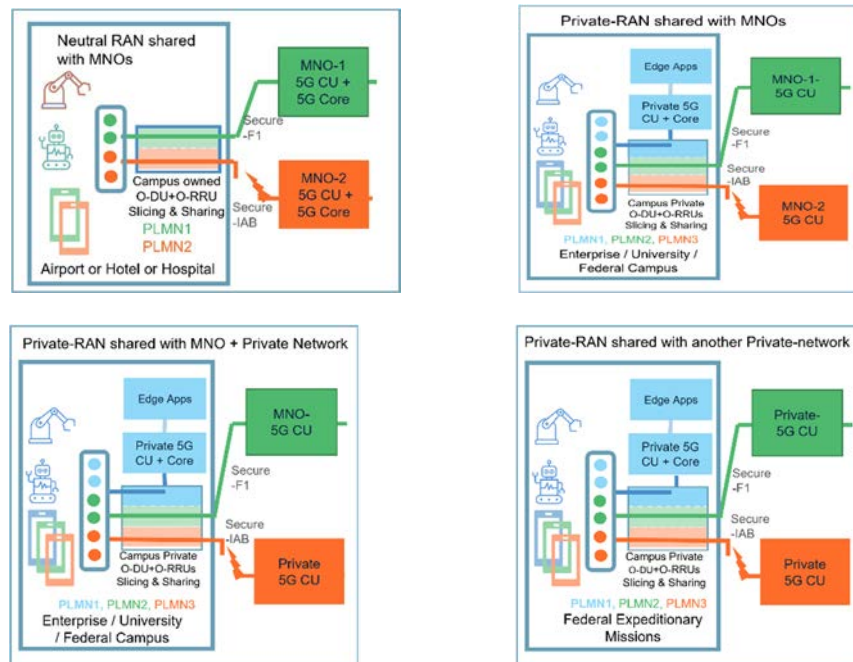 Neutral RAN shared
with MNOs
MNO-1
5G CU +
5G Core
Secure
-F1
MNO-2
5G CU +
5G Core
Secure
-IAB
Campus owned
O-DU+O-RRU
Slicing & Sharing
PLMN1
PLMN2
Airport or Hotel or Hospital
Private-RAN shared with MNOs
Edge Apps
Private 5G
CU + Core
MNO-1-
5G CU
Secure
-F1
Secure
-IAB
MNO-2
5G CU
Campus Private
O-DU+O-RRUs
Slicing & Sharing
PLMN1, PLMN2, PLMN3
Enterprise / University /
Federal Campus
Private-RAN shared with MNO + Private Network
Edge Apps
Private 5G
CU + Core
MNO-
5G CU
Secure
-F1
Secure
-IAB
Private
5G CU
Campus Private
O-DU+O-RRUs
Slicing & Sharing
PLMN1, PLMN2, PLMN3
Enterprise / University
/ Federal Campus
Private-RAN shared with another Private-network
Edge Apps
Private 5G
CU + Core
Private-
5G CU
Secure
-F1
Secure
-IAB
Private
5G CU
Campus Private
O-DU+O-RRUs
Slicing & Sharing
PLMN1, PLMN2, PLMN3
Federal Expeditionary
Missions